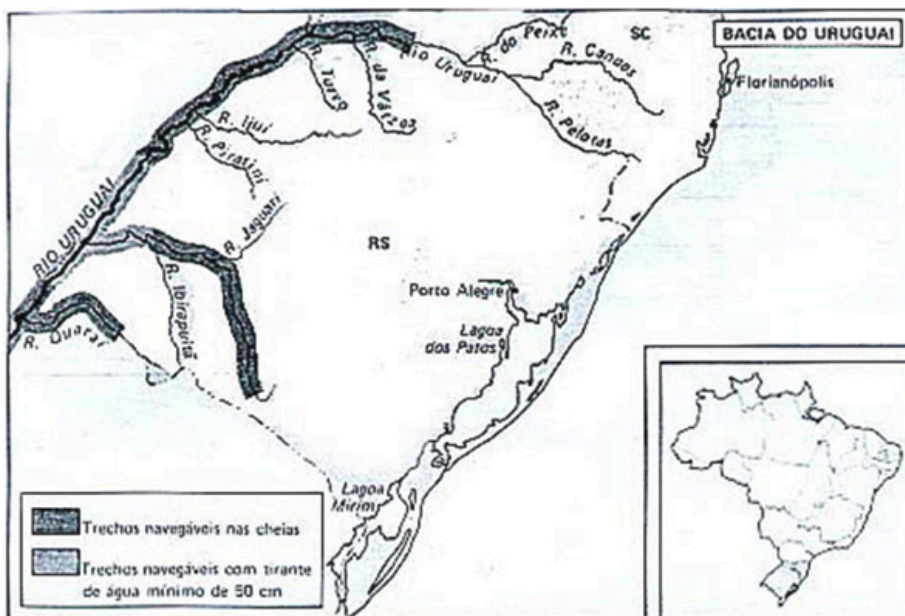 BACIA DO URUGUAI
SC
R. do Peixe
R. Canoas
Florianópolis
RIO URUGUAI
R. Turvo
R. da Várzea
R. Pelotas
R. Ijuí
R. Piratini
RIO URUGUAI
R. Jaguari
RS
R. Ibirapuitã
R. Quaraí
Porto Alegre
Lagoa
dos Patos
Lagoa
Mirim
Trechos navegáveis nas cheias
Trechos navegáveis com tirante
de água mínimo de 50 cm